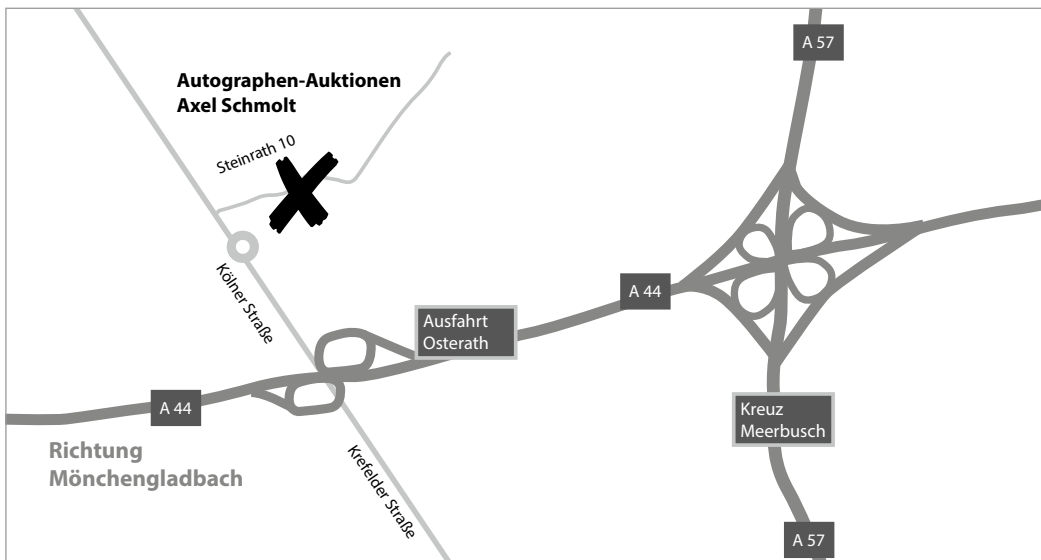 A 57
Autographen-Auktionen
Axel Schmolt
Steinrath 10
Kölner Straße
A 44
Ausfahrt
Osterath
A 44
Kreuz
Meerbusch
Richtung
Mönchengladbach
Krefelder Straße
A 57